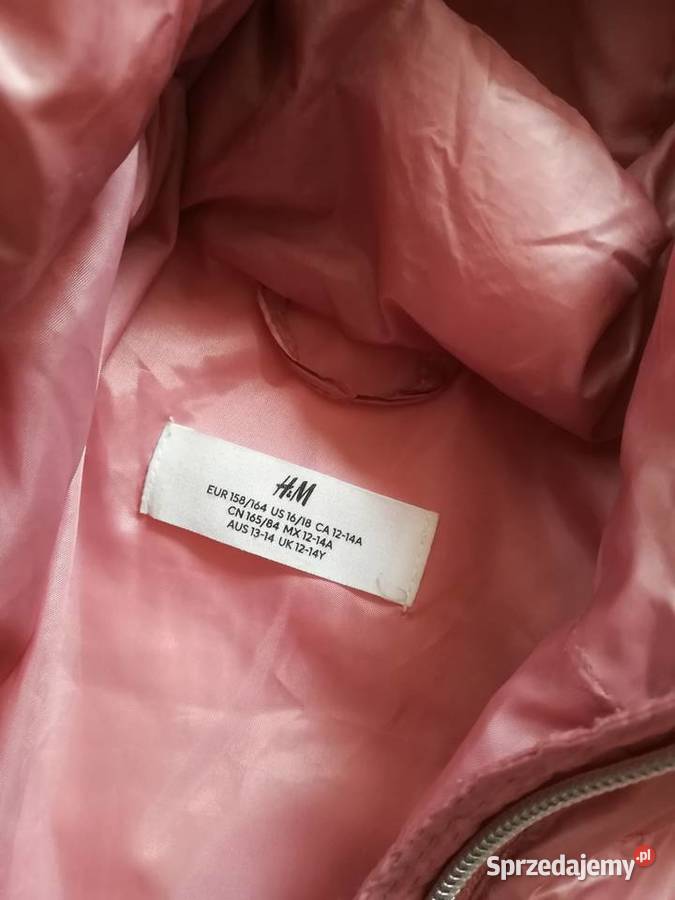 H&M
EUR 158/164 US 16/18 CA 12-14A
CN 165/84 MX 12-14A
AUS 13-14 UK 12-14Y
Sprzedajemy.pl